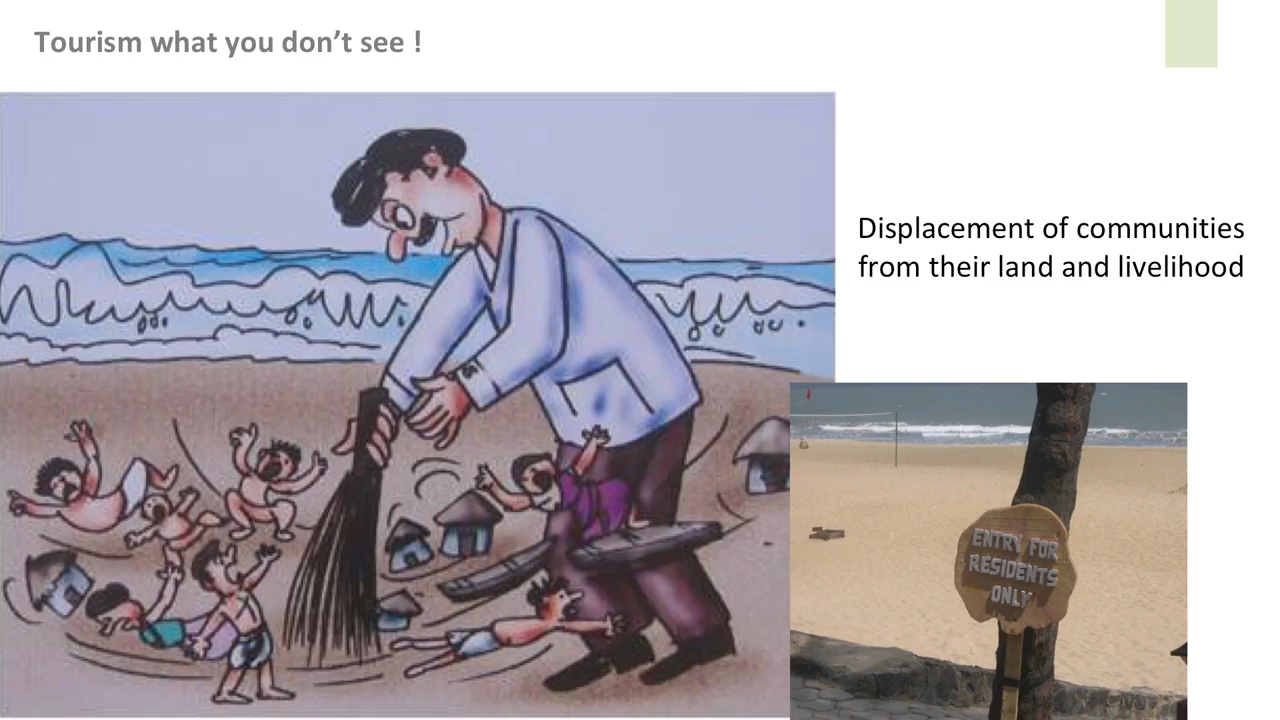 Tourism what you don’t see !
Displacement of communities
from their land and livelihood
ENTRY FOR
RESIDENTS
ONLY